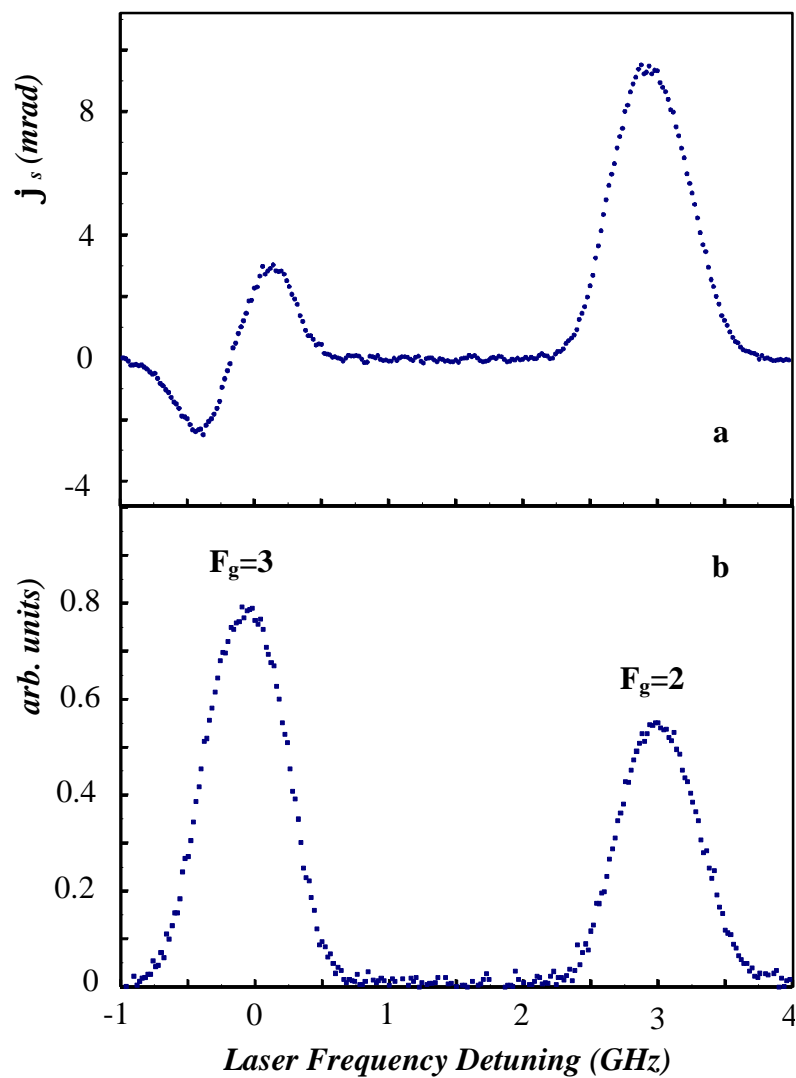 j s (mrad)
8
4
0
-4
a
F g=3
b
F g=2
arb. units)
0.8
0.6
0.4
0.2
0
-1
0
1
2
3
4
Laser Frequency Detuning (GHz)